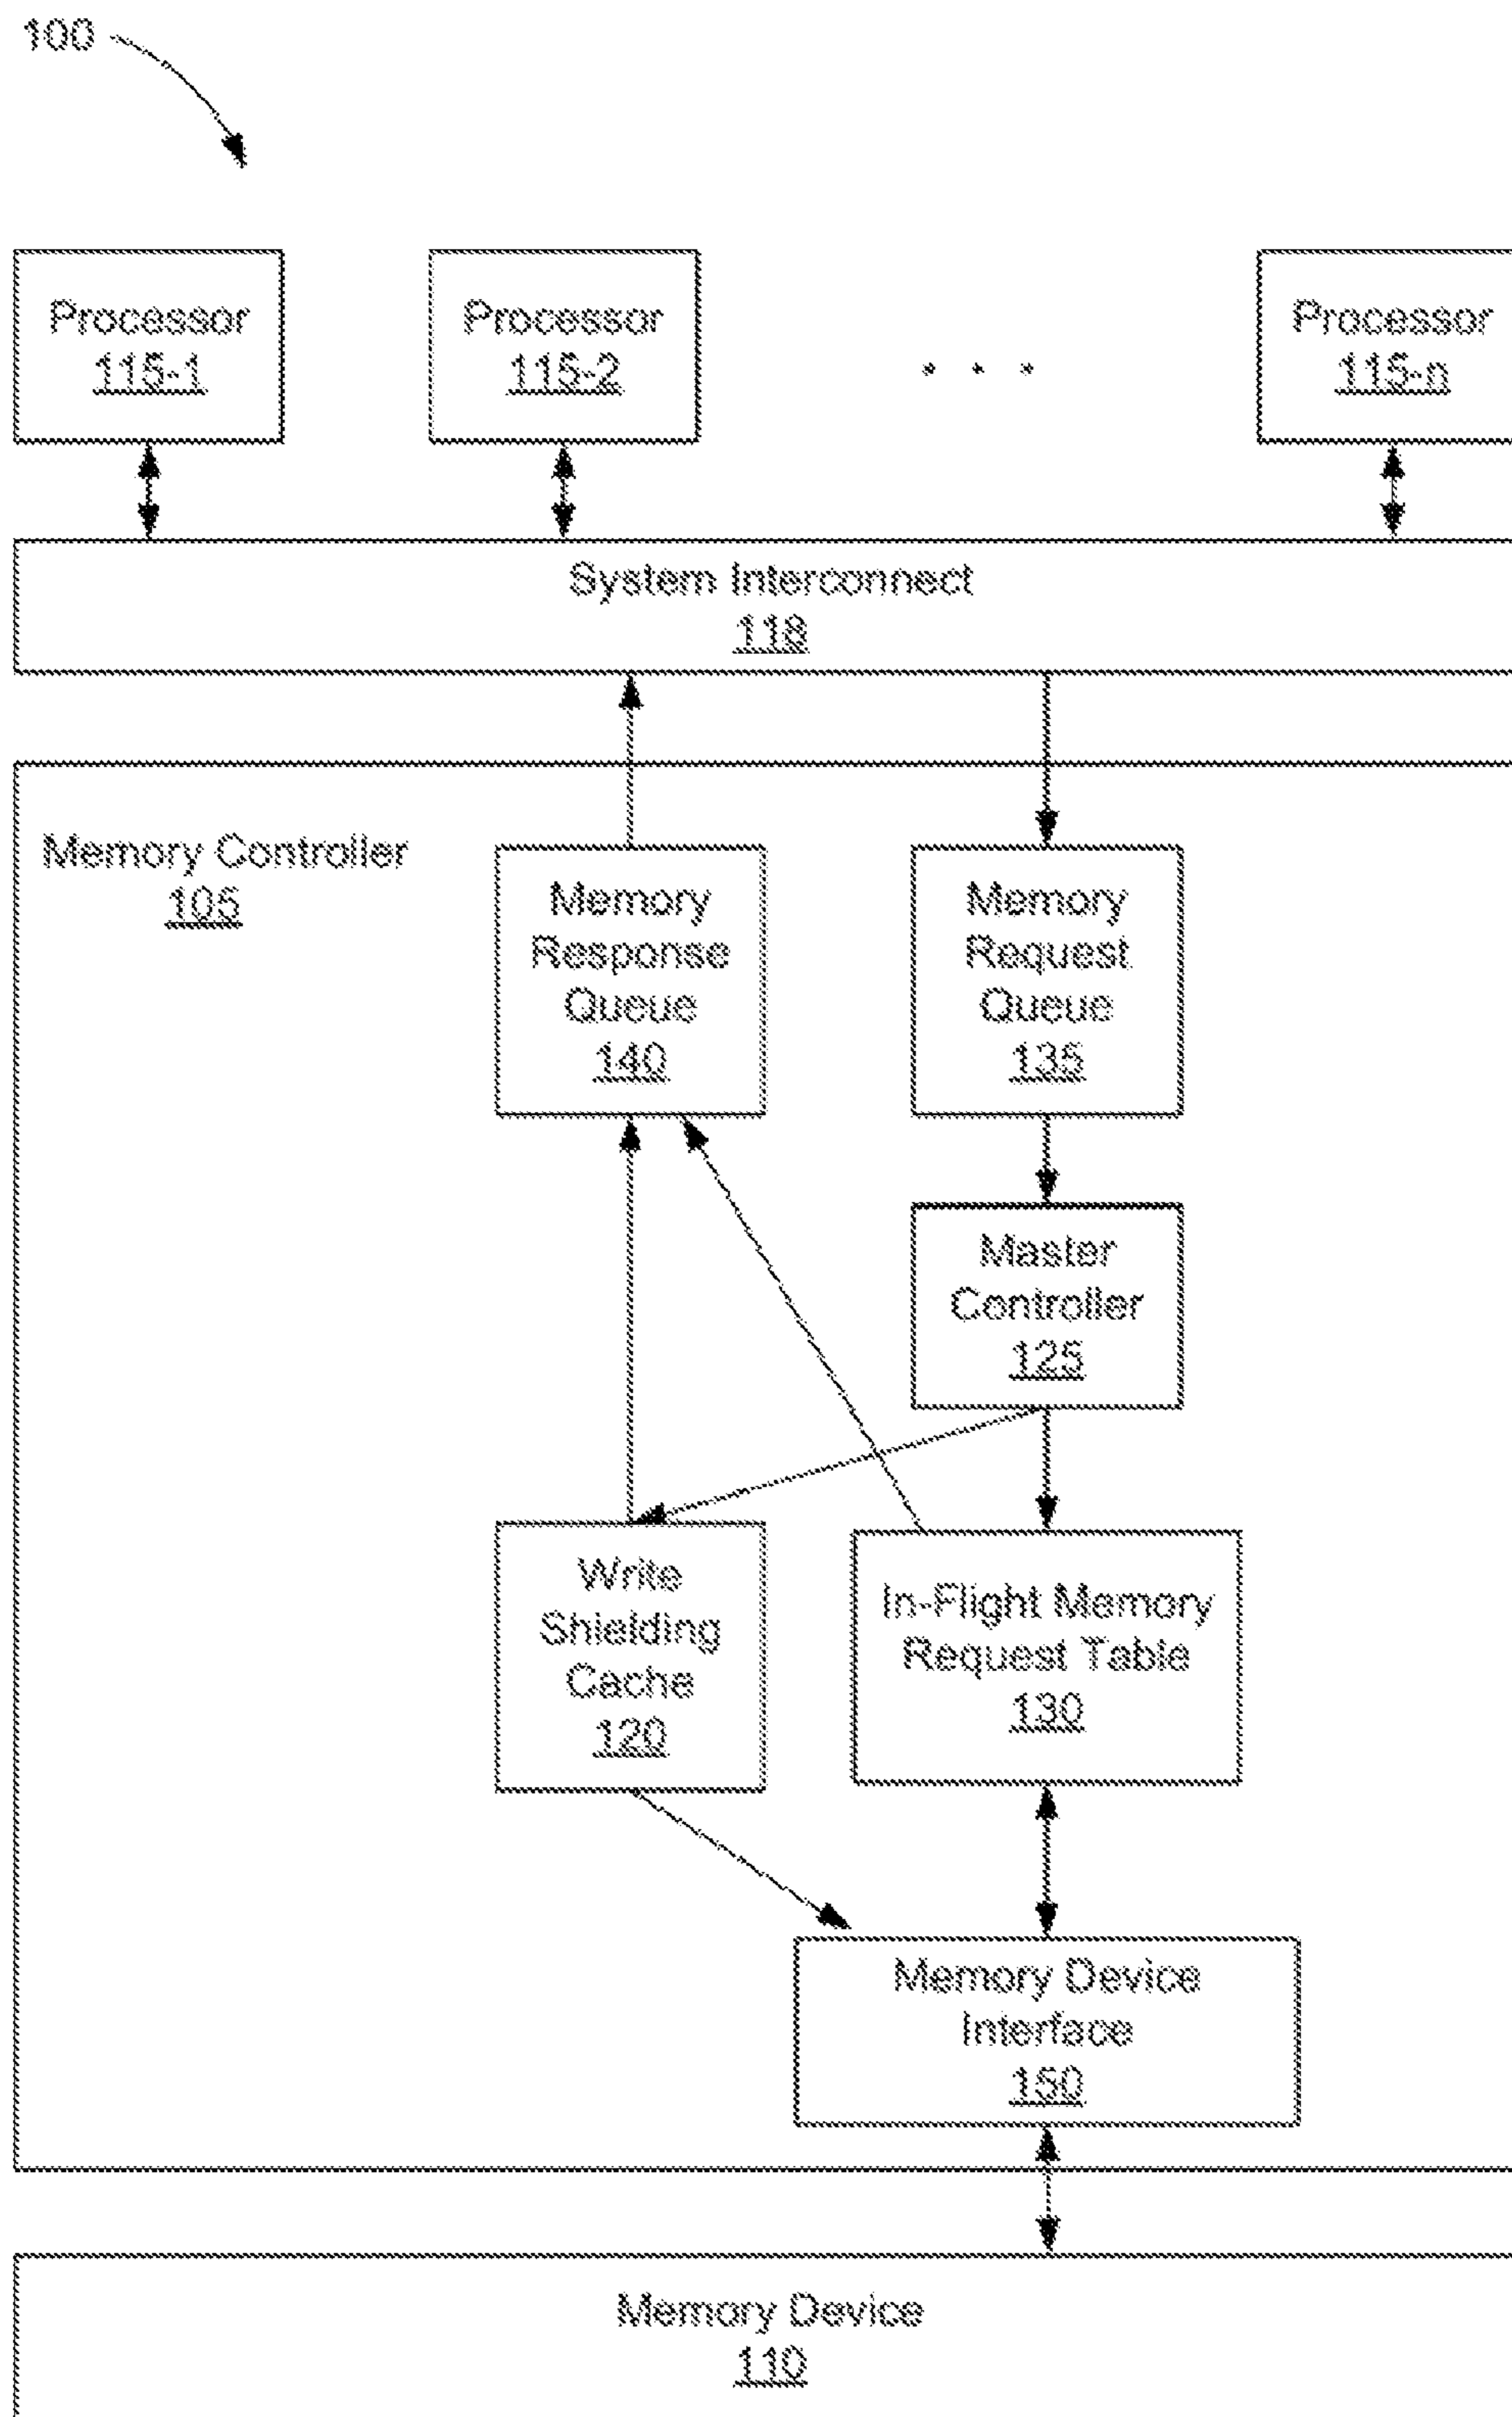 100
Processor
115-1
Processor
115-2
. . .
Processor
115-n
System Interconnect
118
Memory Controller
105
Memory
Response
Queue
140
Memory
Request
Queue
135
Master
Controller
125
Write
Shielding
Cache
120
In-Flight Memory
Request Table
130
Memory Device
Interface
150
Memory Device
110